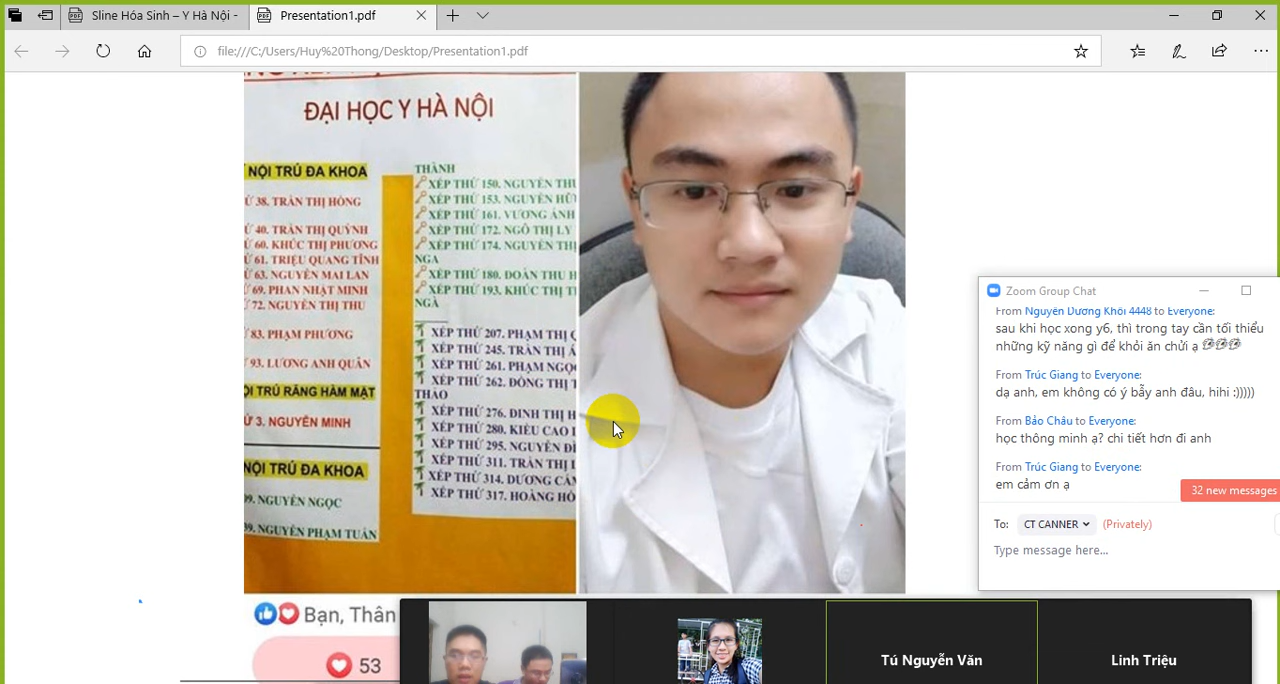 Sline Hóa Sinh – Y Hà Nội -
Presentation1.pdf
file:///C:/Users/Huy%20Thong/Desktop/Presentation1.pdf
ĐẠI HỌC Y HÀ NỘI
NỘI TRÚ ĐA KHOA
38. TRẦN THỊ HỒNG
40. TRẦN THỊ QUỲNH
60. KHÚC THỊ PHƯƠNG
61. TRIỆU QUANG TĨNH
63. NGUYỄN MAI LAN
69. PHAN NHẬT MINH
72. NGUYỄN THỊ THU
83. PHẠM PHƯƠNG
93. LƯƠNG ANH QUÂN
NỘI TRÚ RĂNG HÀM MẶT
3. NGUYỄN MINH
NỘI TRÚ ĐA KHOA
NGUYỄN NGỌC
NGUYỄN PHẠM TUẤN
THÀNH
XẾP THỨ 150. NGUYỄN
XẾP THỨ 153. NGUYỄN
XẾP THỨ 161. VƯƠNG ÁNH
XẾP THỨ 172. NGÔ THỊ LY
XẾP THỨ 174. NGUYỄN
NGA
XẾP THỨ 180. ĐOÀN THU
XẾP THỨ 193. KHÚC
NGÀ
XẾP THỨ 207. PHẠM THỊ
XẾP THỨ 245. TRẦN THỊ
XẾP THỨ 261. PHẠM
XẾP THỨ 262. ĐỒNG THỊ
THẢO
XẾP THỨ 276. ĐINH THỊ
XẾP THỨ 280. KIỀU CAO
XẾP THỨ 295. NGUYỄN
XẾP THỨ 311. TRẦN THỊ
XẾP THỨ 314. DƯƠNG
XẾP THỨ 317. HOÀNG
Bạn, Thân
53
Zoom Group Chat
From Nguyễn Dương Khôi 4448 to Everyone:
sau khi học xong y6, thì trong tay cần tối thiểu
những kỹ năng gì để khỏi ăn chửi ạ
From Trúc Giang to Everyone:
dạ anh, em không có ý bẫy anh đâu, hihi :)))))
From Bảo Châu to Everyone:
học thông minh ạ? chi tiết hơn đi anh
From Trúc Giang to Everyone:
em cảm ơn ạ
32 new messages
To: CT CANNER (Privately)
Type message here...
Tú Nguyễn Văn
Linh Triệu